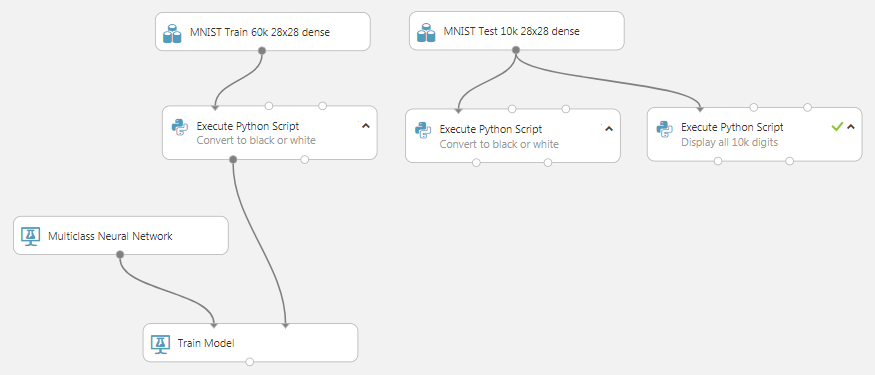 MNIST Train 60k 28x28 dense
MNIST Test 10k 28x28 dense
Execute Python Script
Convert to black or white
Execute Python Script
Convert to black or white
Execute Python Script
Display all 10k digits
Multiclass Neural Network
Train Model